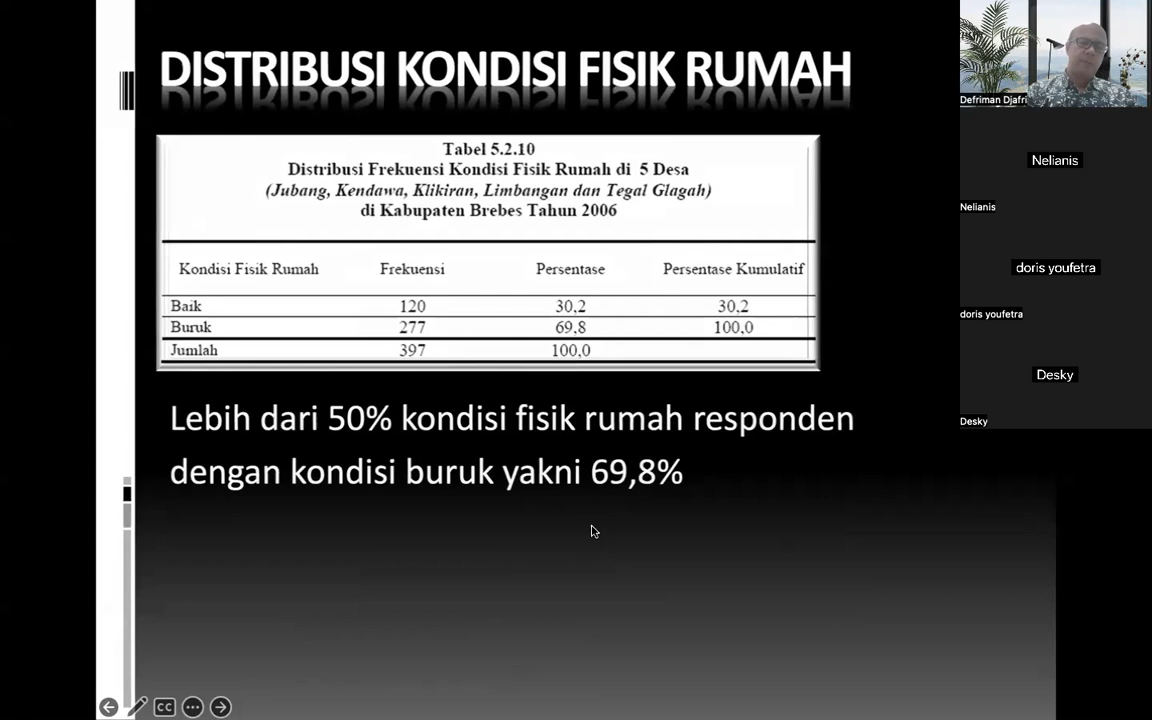 DISTRIBUSI KONDISI FISIK RUMAH
Tabel 5.2.10
Distribusi Frekuensi Kondisi Fisik Rumah di 5 Desa
(Jubang, Kendawa, Klikiran, Limbangan dan Tegal Glagah)
di Kabupaten Brebes Tahun 2006
Kondisi Fisik Rumah Frekuensi Persentase Persentase Kumulatif
Baik 120 30,2 30,2
Buruk 277 69,8 100,0
Jumlah 397 100,0
Lebih dari 50% kondisi fisik rumah responden
dengan kondisi buruk yakni 69,8%
CC
Defriman Djafri
Nelianis
Nelianis
doris youfetra
doris youfetra
Desky
Desky